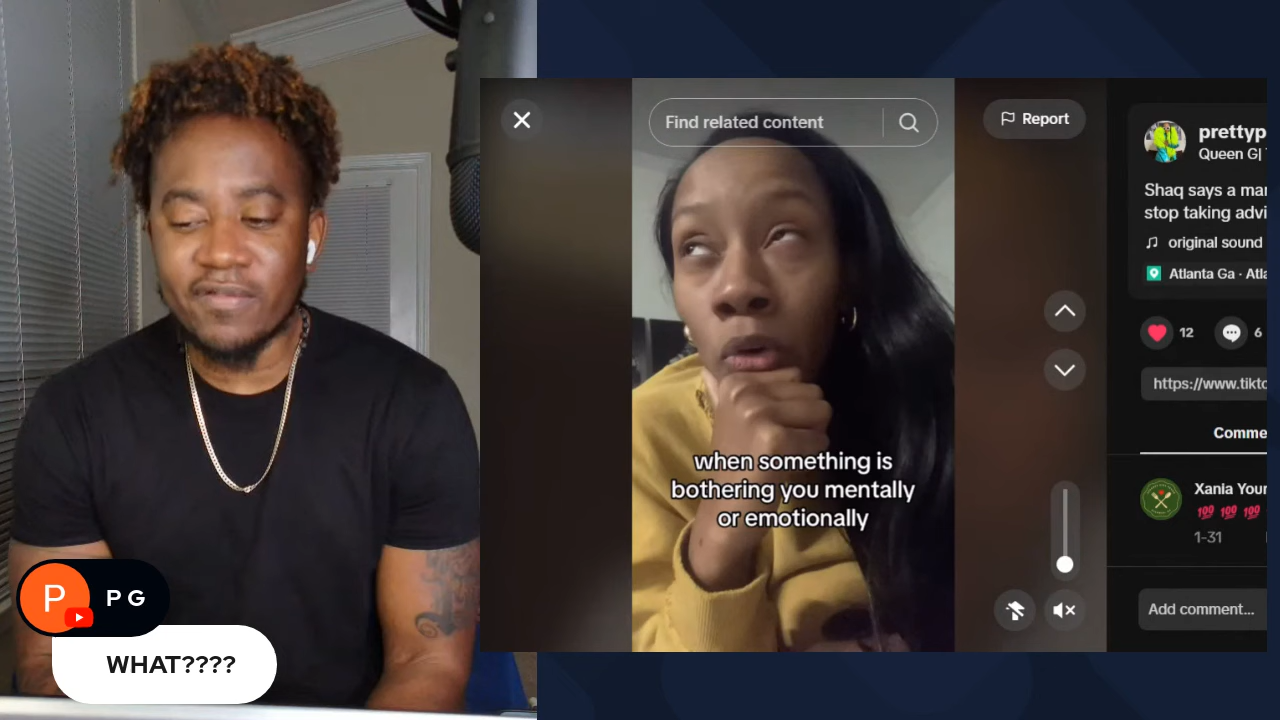 Find related content
Report
prettyp
Queen G|
Shaq says a mar
stop taking advi
original sound
Atlanta Ga · Atla
12
6
https://www.tikto
Comme
when something is
bothering you mentally
or emotionally
Xania Your
💯 💯 💯
1-31
Add comment...
P
P G
WHAT????